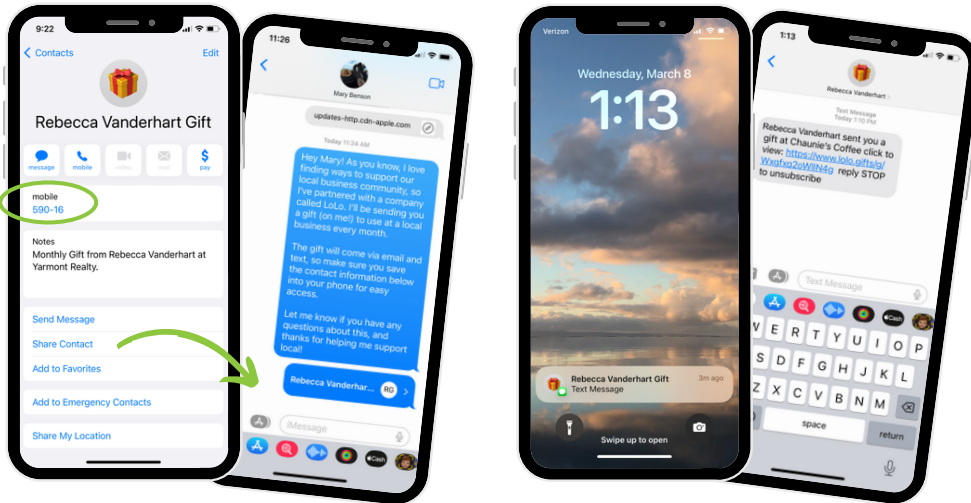 9:22
Contacts
Edit
Rebecca Vanderhart Gift
message
mobile
video
mail
$
pay
mobile
590-16
Notes
Monthly Gift from Rebecca Vanderhart at
Yarmont Realty.
Send Message
Share Contact
Add to Favorites
Add to Emergency Contacts
Share My Location
11:26
Mary Benson
updates-http.cdn-apple.com
Today 11:24 AM
Hey Mary! As you know, I love
finding ways to support our
local business community, so
I've partnered with a company
called LoLo. I'll be sending you
a gift (on me!) to use at a local
business every month.
The gift will come via email and
text, so make sure you save
the contact information below
into your phone for easy
access.
Let me know if you have any
questions about this, and
thanks for helping me support
local!
Rebecca Vanderhar...
RG
iMessage
Cash
Verizon
Wednesday, March 8
1:13
Rebecca Vanderhart Gift
3m ago
Text Message
Swipe up to open
1:13
Rebecca Vanderhart
Text Message
Today 1:10 PM
Rebecca Vanderhart sent you a
gift at Chaunie's Coffee click to
view: https://www.lolo.gifts/g/
reply STOP
to unsubscribe
Text Message
Cash
W E R T Y U I O P
S D F G H J K L
Z X C V B N M
space
return